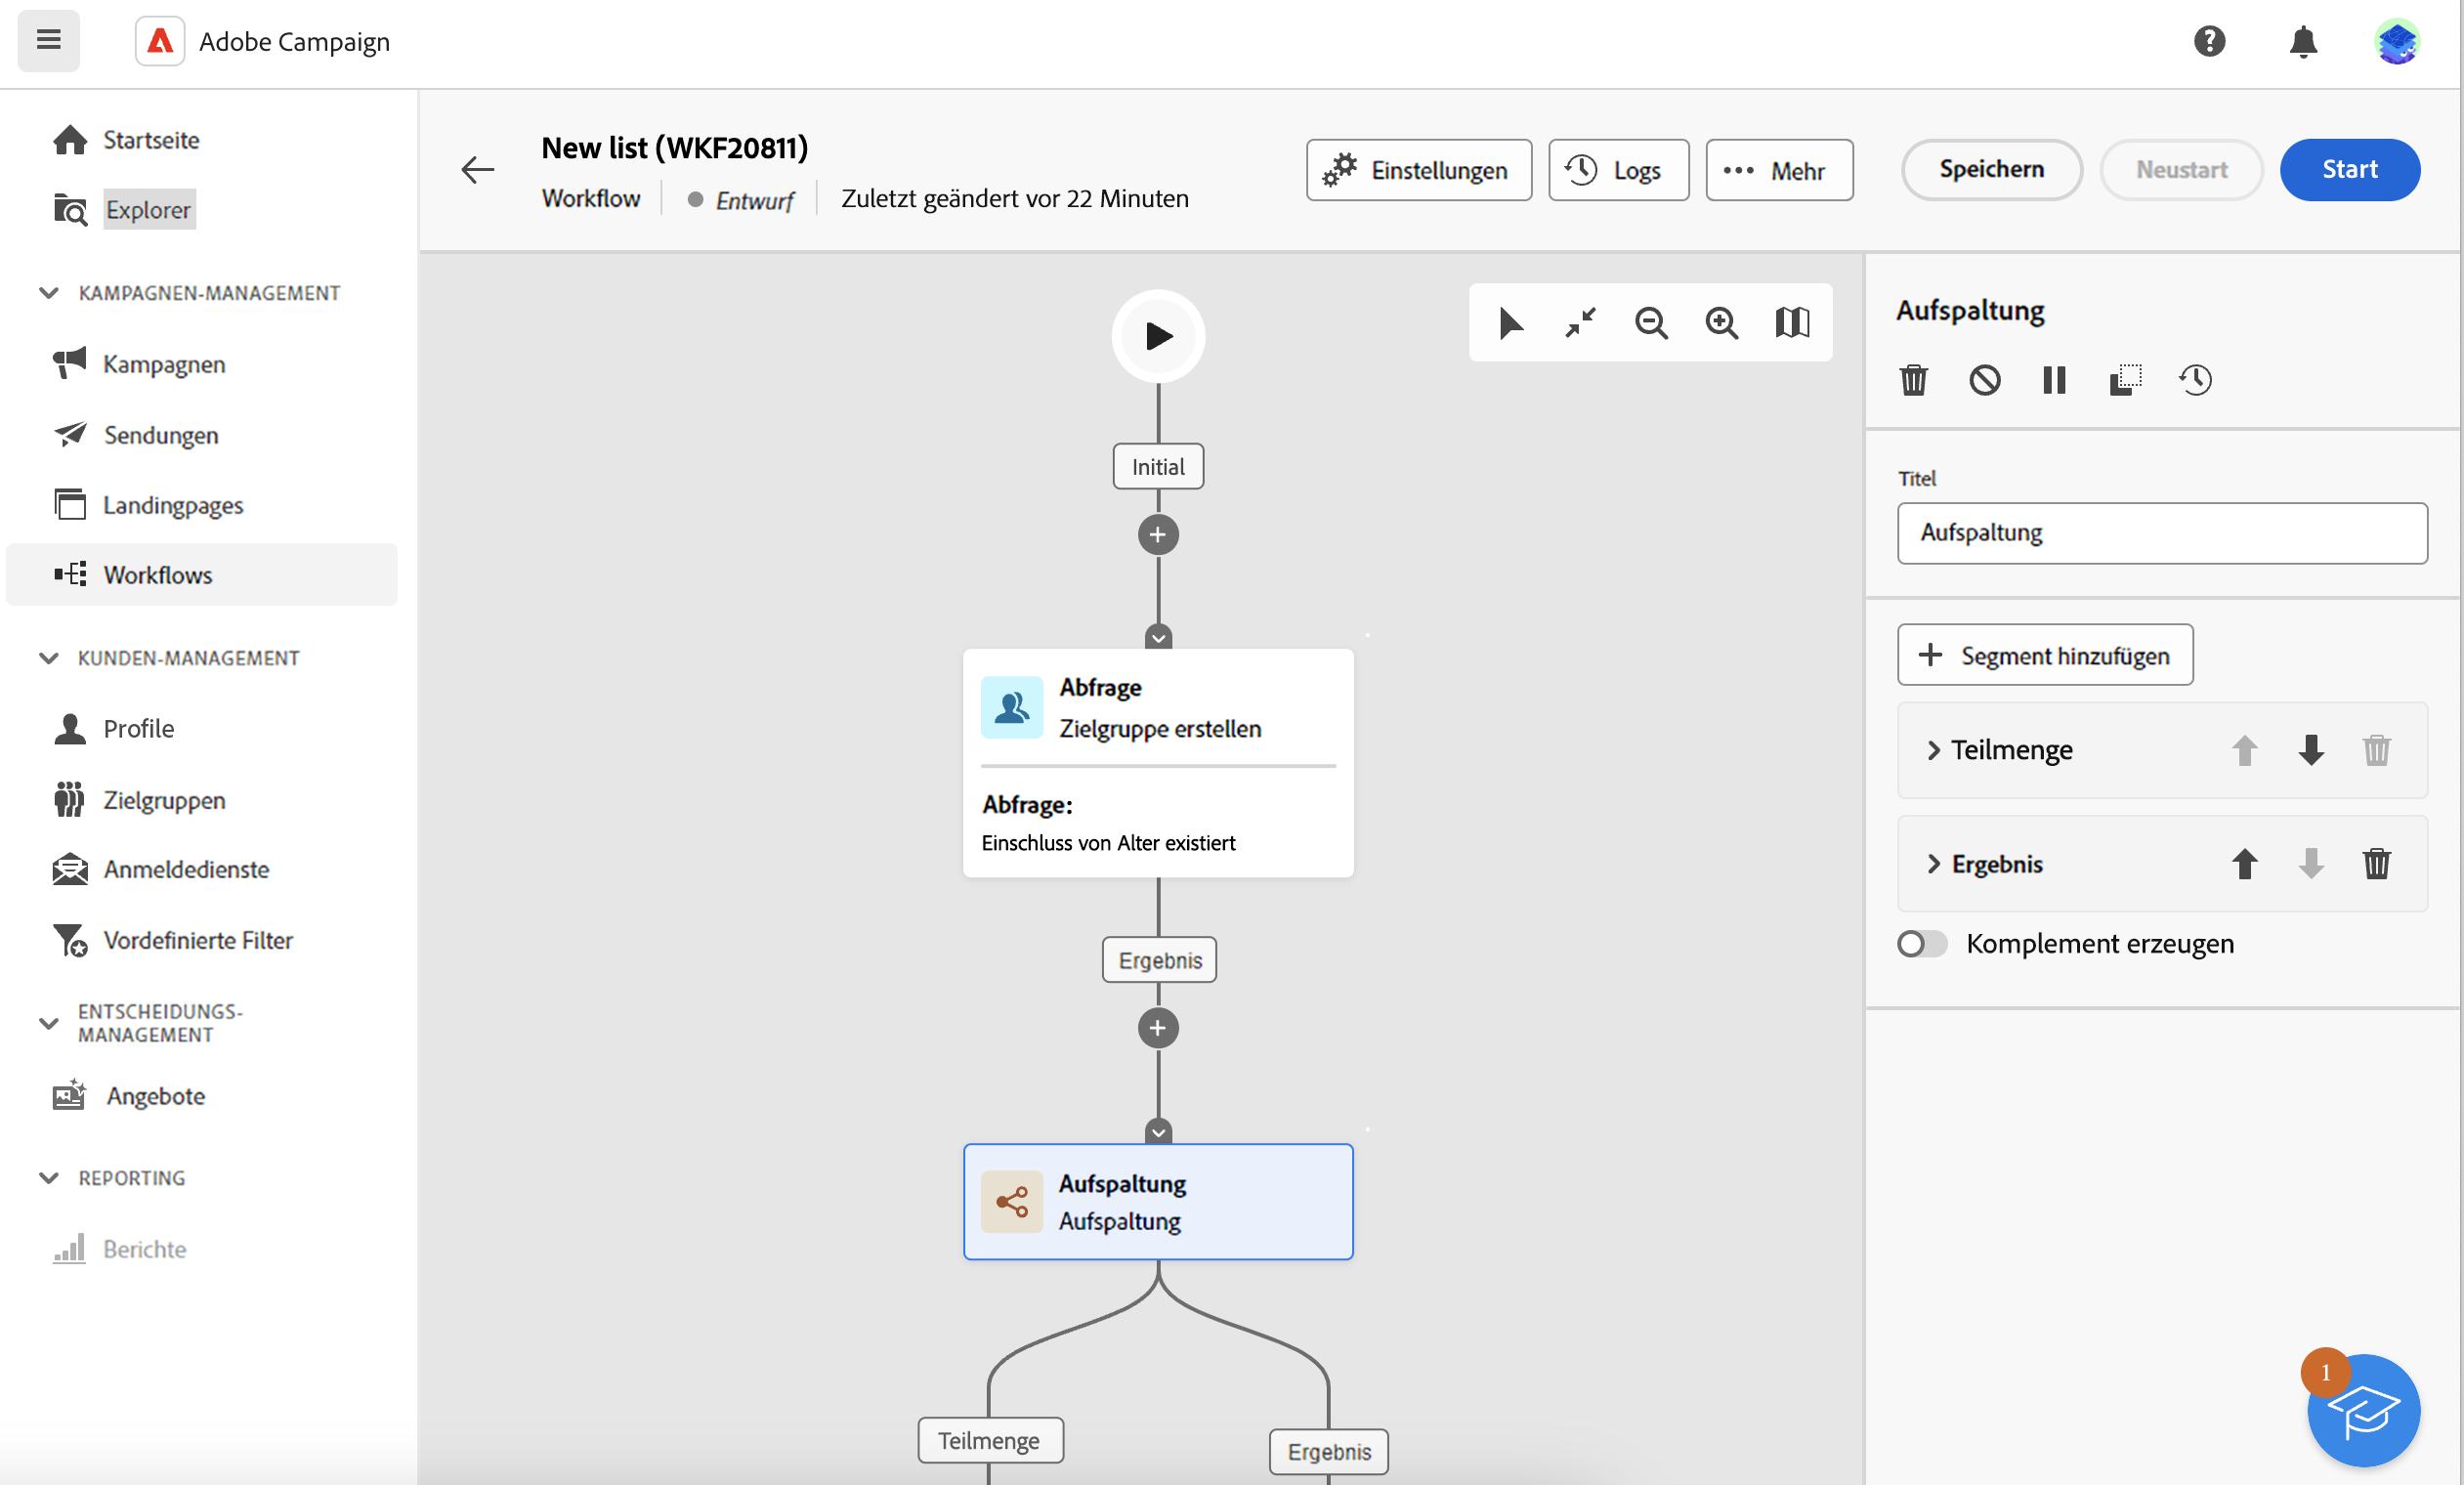 Adobe Campaign
Startseite
Explorer
KAMPAGNEN-MANAGEMENT
Kampagnen
Sendungen
Landingpages
Workflows
KUNDEN-MANAGEMENT
Profile
Zielgruppen
Anmeldedienste
Vordefinierte Filter
ENTSCHEIDUNGS-
MANAGEMENT
Angebote
REPORTING
Berichte
New list (WKF20811)
Workflow
Entwurf
Zuletzt geändert vor 22 Minuten
Einstellungen
Logs
Mehr
Speichern
Neustart
Start
Initial
Abfrage
Zielgruppe erstellen
Abfrage:
Einschluss von Alter existiert
Ergebnis
Aufspaltung
Aufspaltung
Teilmenge
Ergebnis
Aufspaltung
Titel
Aufspaltung
Segment hinzufügen
Teilmenge
Ergebnis
Komplement erzeugen
1